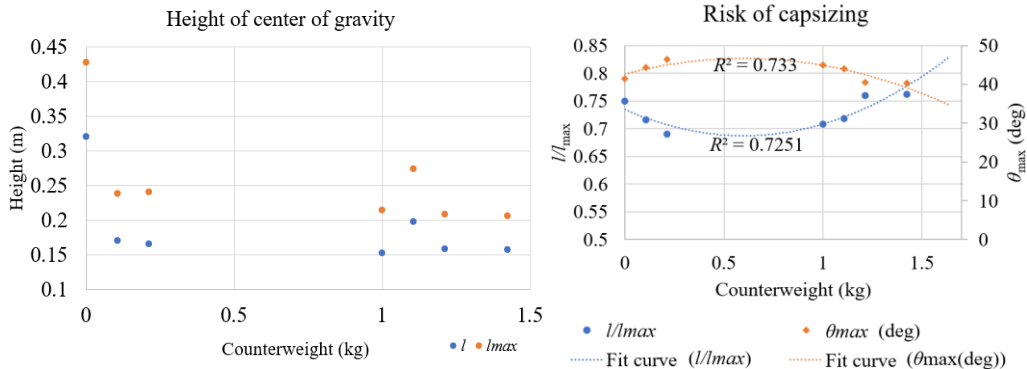 Height of center of gravity
0.45
0.4
0.35
0.3
0.25
0.2
0.15
0.1
Height (m)
0
0.5
1
1.5
Counterweight (kg)
l
lmax
Risk of capsizing
0.85
0.8
0.75
0.7
0.65
0.6
0.55
0.5
l/lmax
R² = 0.733
R² = 0.7251
50
40
30
20
10
0
θmax (deg)
0
0.5
1
1.5
Counterweight (kg)
l/lmax
θmax (deg)
Fit curve (l/lmax)
Fit curve (θmax(deg))